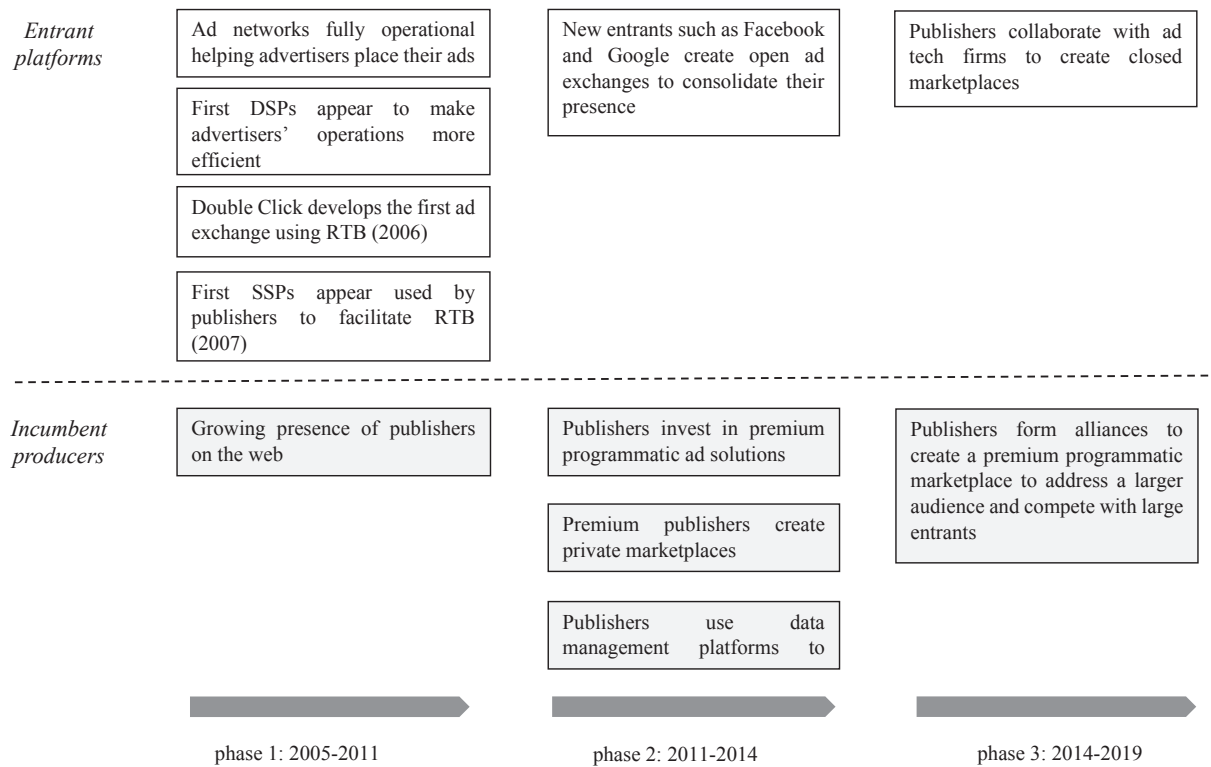 Entrant
platforms
Ad networks fully operational
helping advertisers place their ads
First DSPs appear to make
advertisers’ operations more
efficient
Double Click develops the first ad
exchange using RTB (2006)
First SSPs appear used by
publishers to facilitate RTB
(2007)
New entrants such as Facebook
and Google create open ad
exchanges to consolidate their
presence
Publishers collaborate with ad
tech firms to create closed
marketplaces
Incumbent
producers
Growing presence of publishers
on the web
Publishers invest in premium
programmatic ad solutions
Premium publishers create
private marketplaces
Publishers use data
management platforms to
Publishers form alliances to
create a premium programmatic
marketplace to address a larger
audience and compete with large
entrants
phase 1: 2005-2011
phase 2: 2011-2014
phase 3: 2014-2019